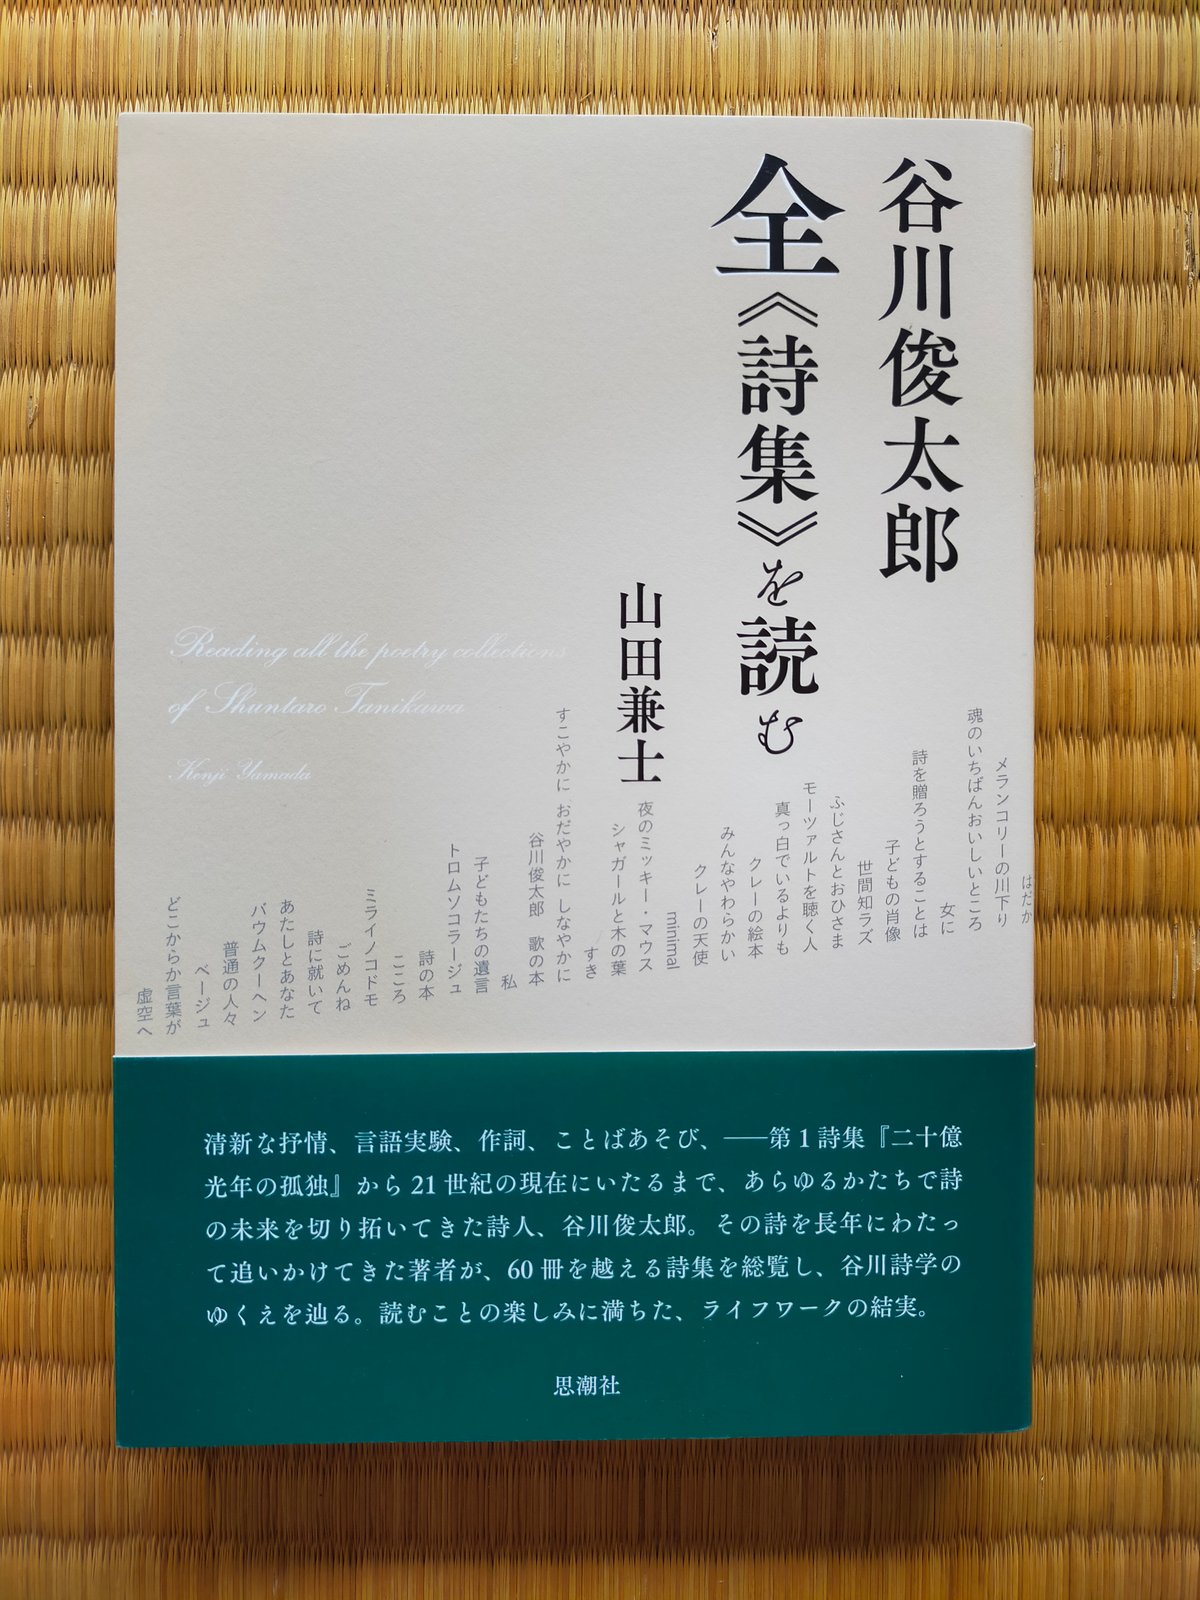 谷川俊太郎
全《詩集》を読む
山田兼士
Reading all the poetry collections
of Shuntaro Tanikawa
Kenji Yamada
はだか
メランコリーの川下り
魂のいちばんおいしいところ
女に
詩を贈ろうとすることは
子どもの肖像
世間知ラズ
ふじさんとおひさま
モーツァルトを聴く人
真っ白でいるよりも
クレーの絵本
みんなやわらかい
クレーの天使
minimal
夜のミッキー・マウス
シャガールと木の葉
すき
すこやかに おだやかに しなやかに
谷川俊太郎 歌の本
私
子どもたちの遺言
トロムソコラージュ
詩の本
こころ
ミライノコドモ
ごめんね
詩に就いて
あたしとあなた
バウムクーヘン
普通の人々
ベージュ
どこからか言葉が
虚空へ
清新な抒情、言語実験、作詞、ことばあそび、――第1詩集『二十億
光年の孤独』から21世紀の現在にいたるまで、あらゆるかたちで詩
の未来を切り拓いてきた詩人、谷川俊太郎。その詩を長年にわたっ
て追いかけてきた著者が、60冊を越える詩集を総覧し、谷川詩学の
ゆくえを辿る。読むことの楽しみに満ちた、ライフワークの結実。
思潮社